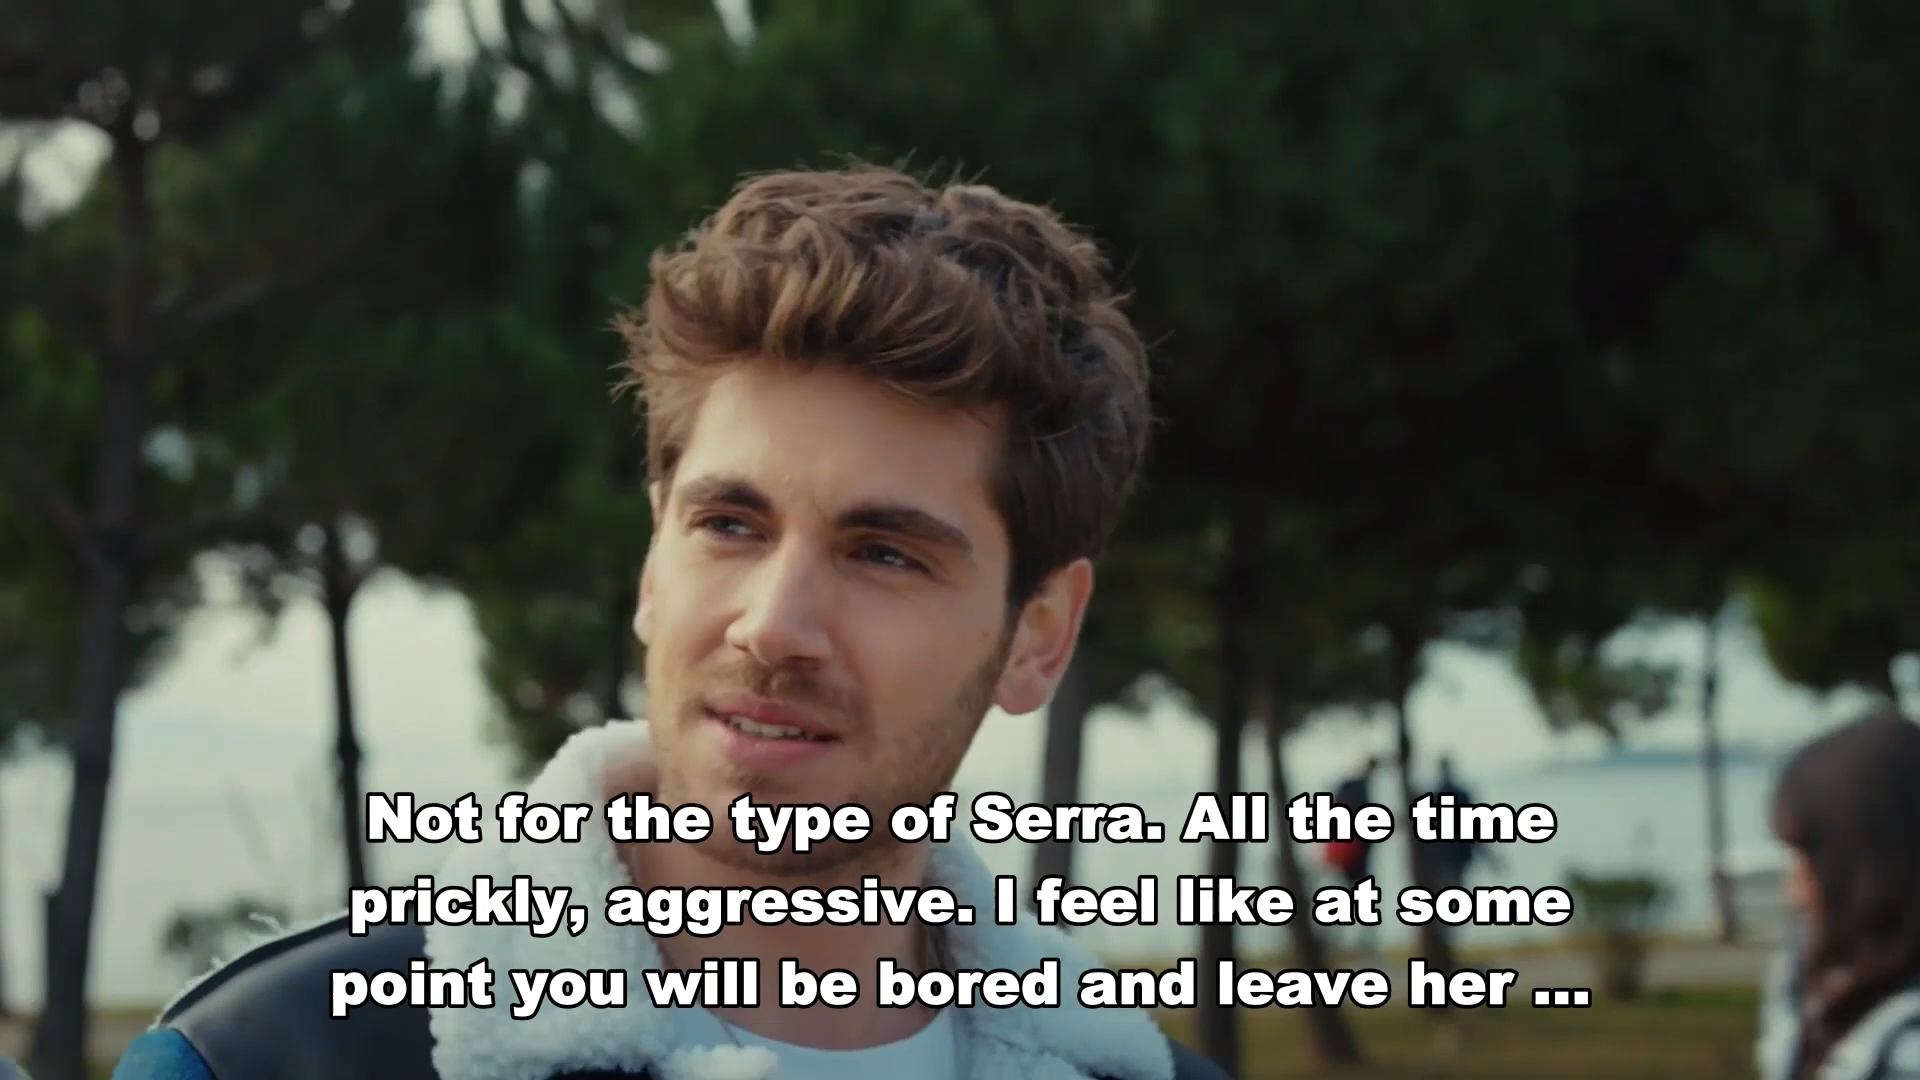 Not for the type of Serra. All the time
prickly, aggressive. I feel like at some
point you will be bored and leave her ...